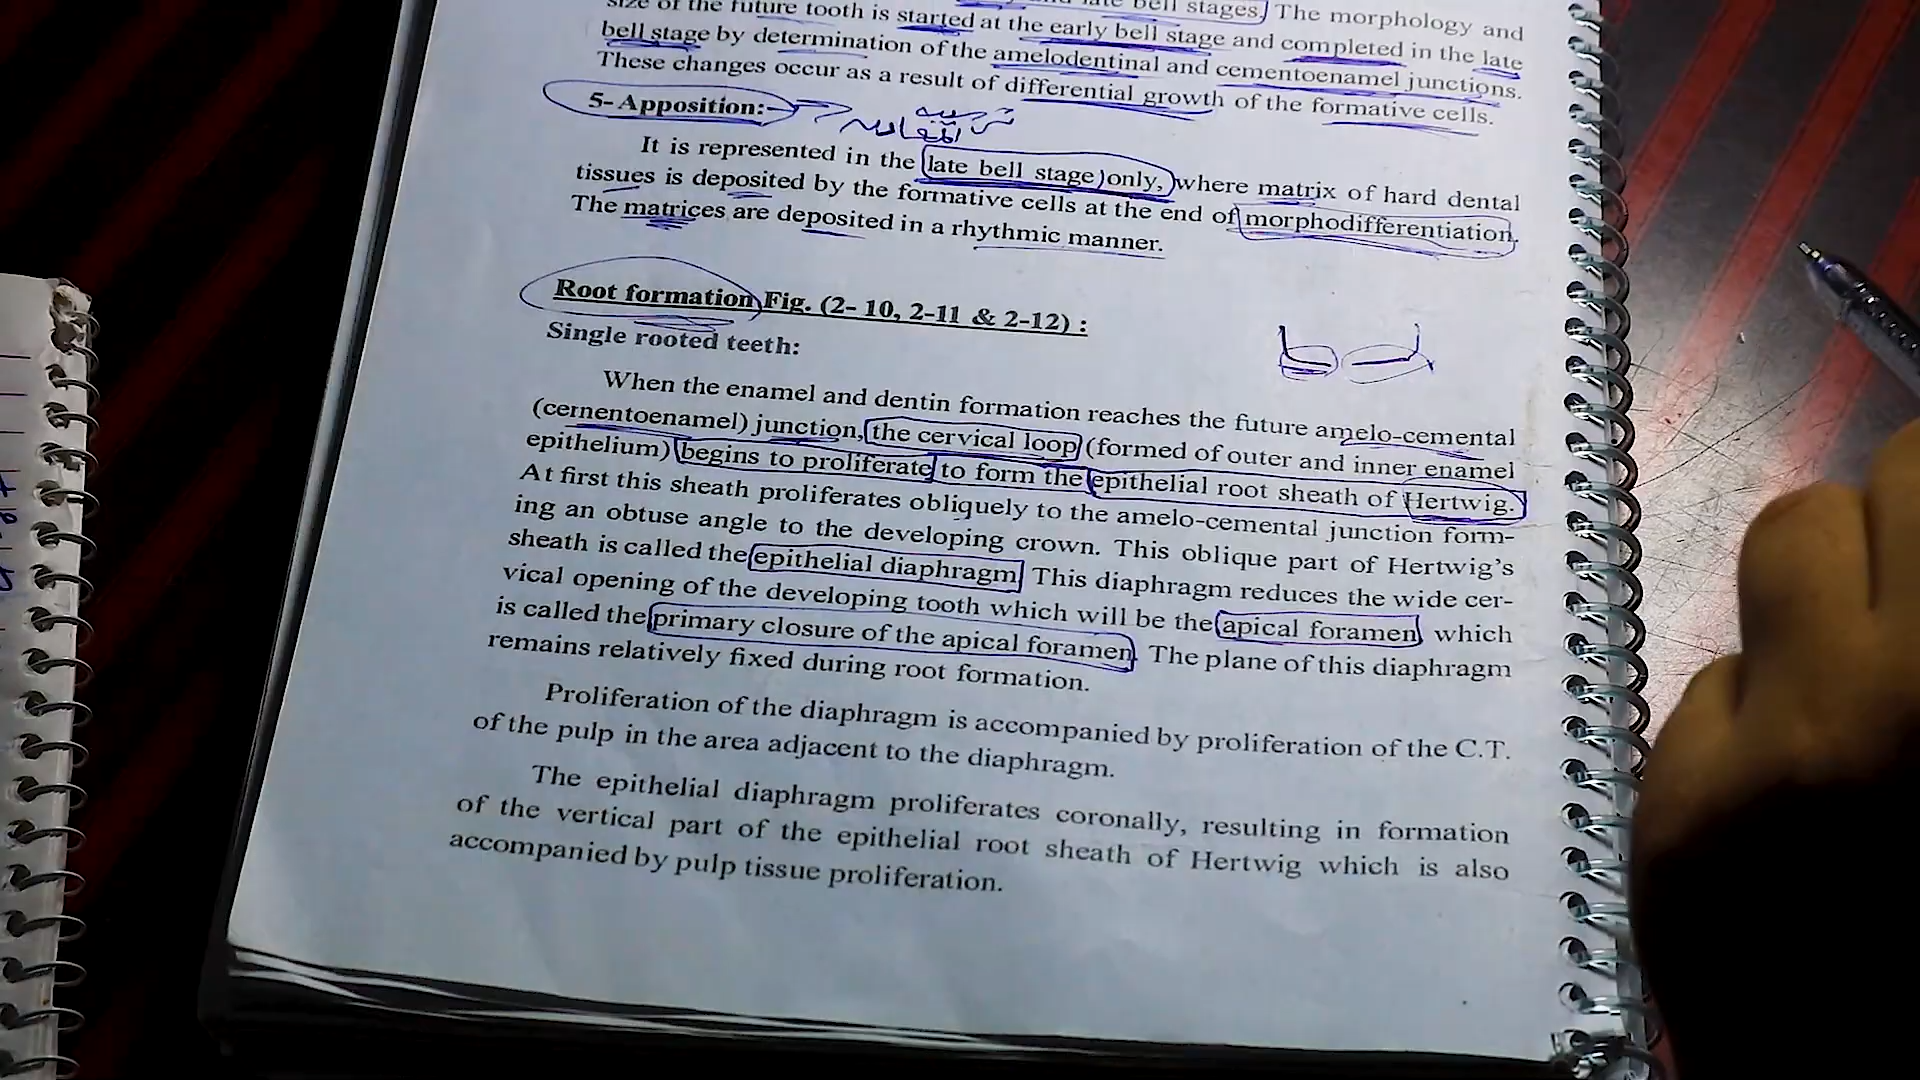 size of the future tooth is started at the early bell stage and completed in the late
late bell stages. The morphology and
bell stage by determination of the amelodentinal and cementoenamel junctions.
These changes occur as a result of differential growth of the formative cells.
5- Apposition:-
It is represented in the late bell stage only, where matrix of hard dental
tissues is deposited by the formative cells at the end of morphodifferentiation.
The matrices are deposited in a rhythmic manner.
Root formation Fig. (2- 10, 2-11 & 2-12) :
Single rooted teeth:
When the enamel and dentin formation reaches the future amelo-cemental
(cementoenamel) junction, the cervical loop (formed of outer and inner enamel
epithelium) begins to proliferate to form the epithelial root sheath of Hertwig.
At first this sheath proliferates obliquely to the amelo-cemental junction form-
ing an obtuse angle to the developing crown. This oblique part of Hertwig's
sheath is called the epithelial diaphragm. This diaphragm reduces the wide cer-
vical opening of the developing tooth which will be the apical foramen, which
is called the primary closure of the apical foramen. The plane of this diaphragm
remains relatively fixed during root formation.
Proliferation of the diaphragm is accompanied by proliferation of the C.T.
of the pulp in the area adjacent to the diaphragm.
The epithelial diaphragm proliferates coronally, resulting in formation
of the vertical part of the epithelial root sheath of Hertwig which is also
accompanied by pulp tissue proliferation.